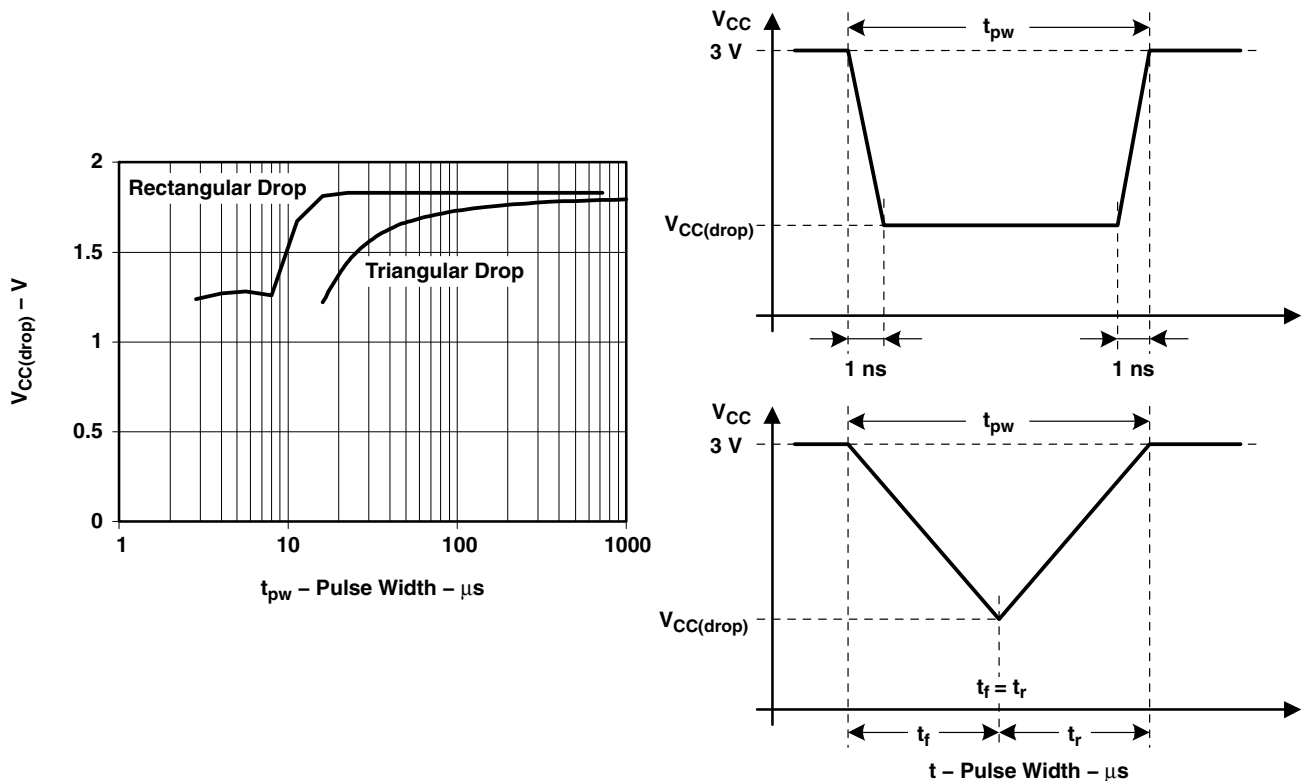 2
1.5
1
0.5
0
V_CC(drop) – V
Rectangular Drop
Triangular Drop
1
10
100
1000
t_pw – Pulse Width – μs
V_CC
3 V
t_pw
V_CC(drop)
1 ns
1 ns
V_CC
3 V
t_pw
V_CC(drop)
t_f = t_r
t_f
t_r
t – Pulse Width – μs